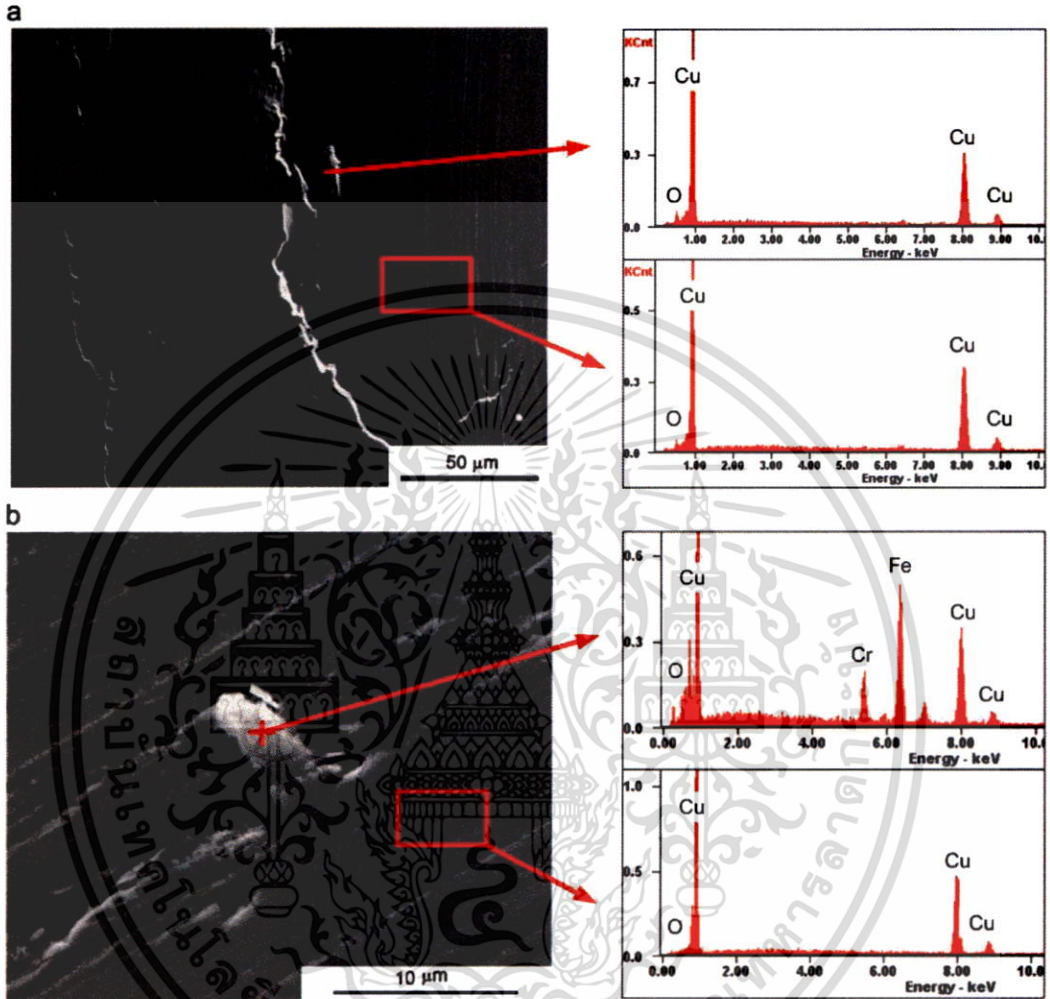 a
KCnt
0.7
0.3
0.0
Cu
O
Cu
Cu
1.00 2.00 3.00 4.00 5.00 6.00 7.00 8.00 9.00 10.
Energy - keV
KCnt
0.5
0.3
0.0
Cu
O
Cu
Cu
1.00 2.00 3.00 4.00 5.00 6.00 7.00 8.00 9.00 10.
Energy - keV
50 μm
b
0.6
0.3
0.0
Cu
O
Cr
Fe
Cu
Cu
0.00 2.00 4.00 6.00 8.00 10.0
Energy - keV
1.0
0.5
0.0
Cu
O
Cu
Cu
0.00 2.00 4.00 6.00 8.00 10.
Energy - keV
10 μm